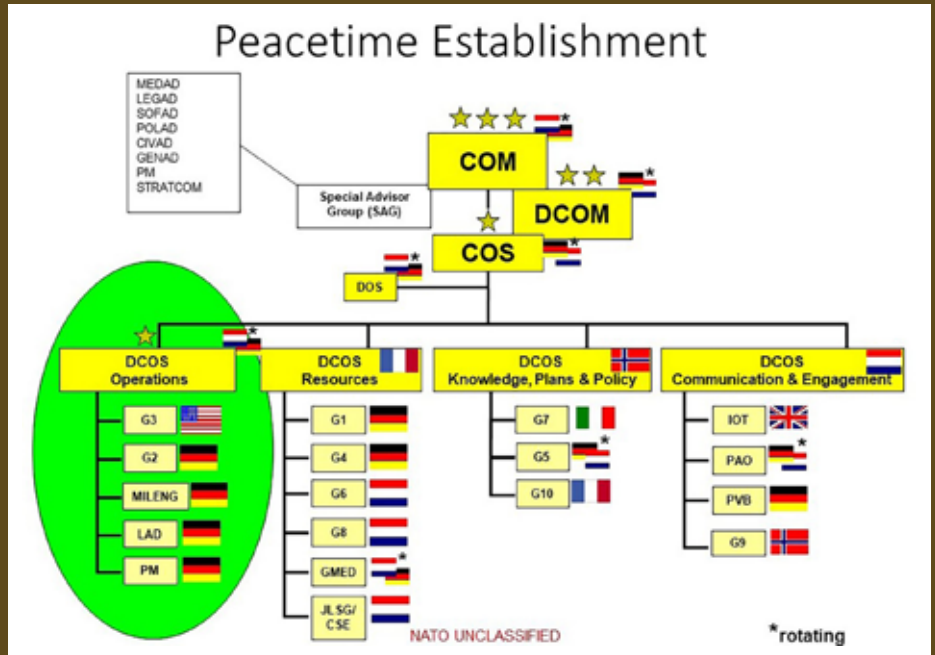 Peacetime Establishment
MEDAD
LEGAD
SOFAD
POLAD
CIVAD
GENAD
PM
STRATCOM
Special Advisor
Group (SAG)
*
COM
*
DCOM
COS
*
DOS
*
*
DCOS
Operations
G3
G2
MILENG
LAD
PM
DCOS
Resources
G1
G4
G6
G8
GMED
*
JLSG/
CSE
DCOS
Knowledge, Plans & Policy
G7
G5
*
G10
DCOS
Communication & Engagement
IOT
PAO
*
PVB
G9
NATO UNCLASSIFIED
*rotating